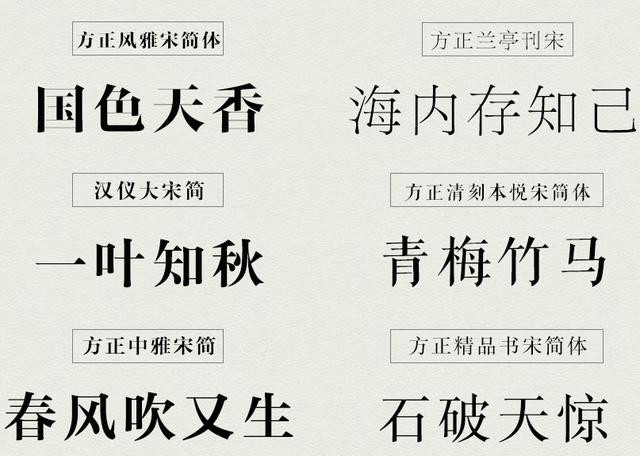 方正风雅宋简体
国色天香
方正兰亭刊宋
海内存知己
汉仪大宋简
一叶知秋
方正清刻本悦宋简体
青梅竹马
方正中雅宋简
春风吹又生
方正精品书宋简体
石破天惊